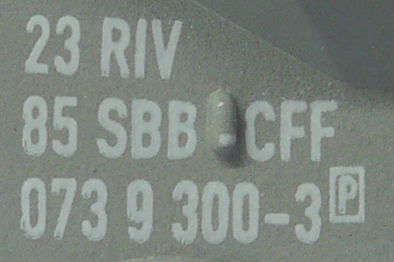 23 RIV
85 SBB CFF
073 9 300-3 P